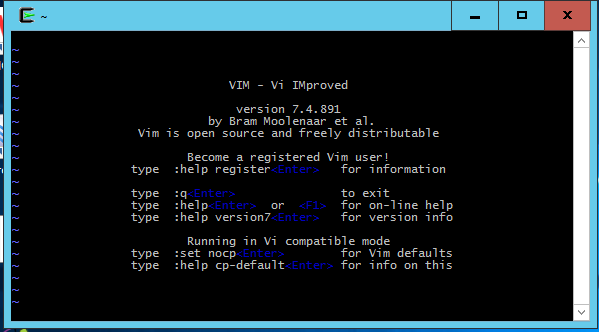 ~
~
~
~
~ VIM - Vi IMproved
~
~ version 7.4.891
~ by Bram Moolenaar et al.
~ Vim is open source and freely distributable
~
~ Become a registered Vim user!
~ type :help register<Enter> for information
~
~ type :q<Enter> to exit
~ type :help<Enter> or <F1> for on-line help
~ type :help version7<Enter> for version info
~
~ Running in Vi compatible mode
~ type :set nocp<Enter> for Vim defaults
~ type :help cp-default<Enter> for info on this
~
~
~